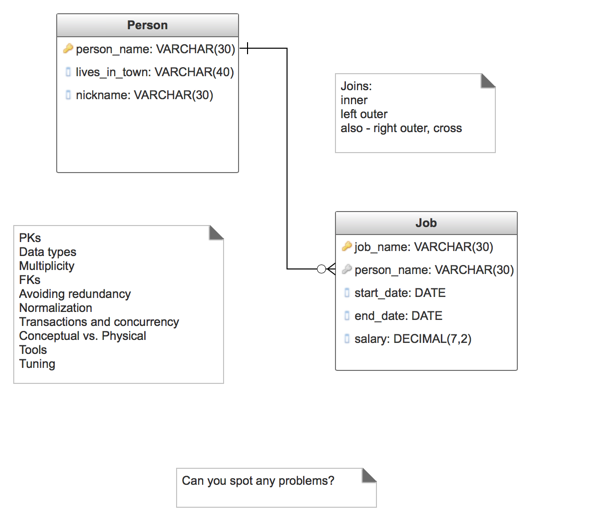 Person
person_name: VARCHAR(30)
lives_in_town: VARCHAR(40)
nickname: VARCHAR(30)
Joins:
inner
left outer
also - right outer, cross
Job
job_name: VARCHAR(30)
person_name: VARCHAR(30)
start_date: DATE
end_date: DATE
salary: DECIMAL(7,2)
PKs
Data types
Multiplicity
FKs
Avoiding redundancy
Normalization
Transactions and concurrency
Conceptual vs. Physical
Tools
Tuning
Can you spot any problems?